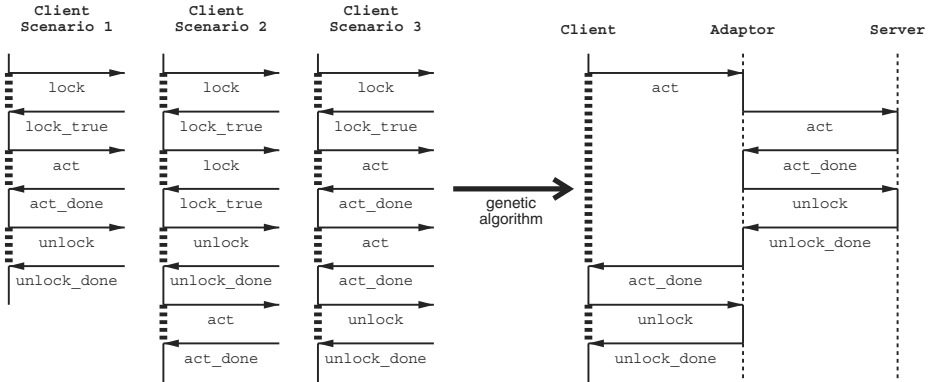 Client Scenario 1
lock
lock_true
act
act_done
unlock
unlock_done
Client Scenario 2
lock
lock_true
lock
lock_true
unlock
unlock_done
act
act_done
Client Scenario 3
lock
lock_true
act
act_done
act
act_done
unlock
unlock_done
genetic
algorithm
Client
Adaptor
Server
act
act
act_done
unlock
unlock_done
act_done
unlock
unlock_done